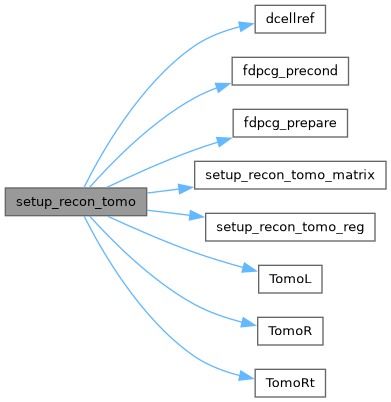 dcellref
fdpcg_precond
fdpcg_prepare
setup_recon_tomo_matrix
setup_recon_tomo
setup_recon_tomo_reg
TomoL
TomoR
TomoRt